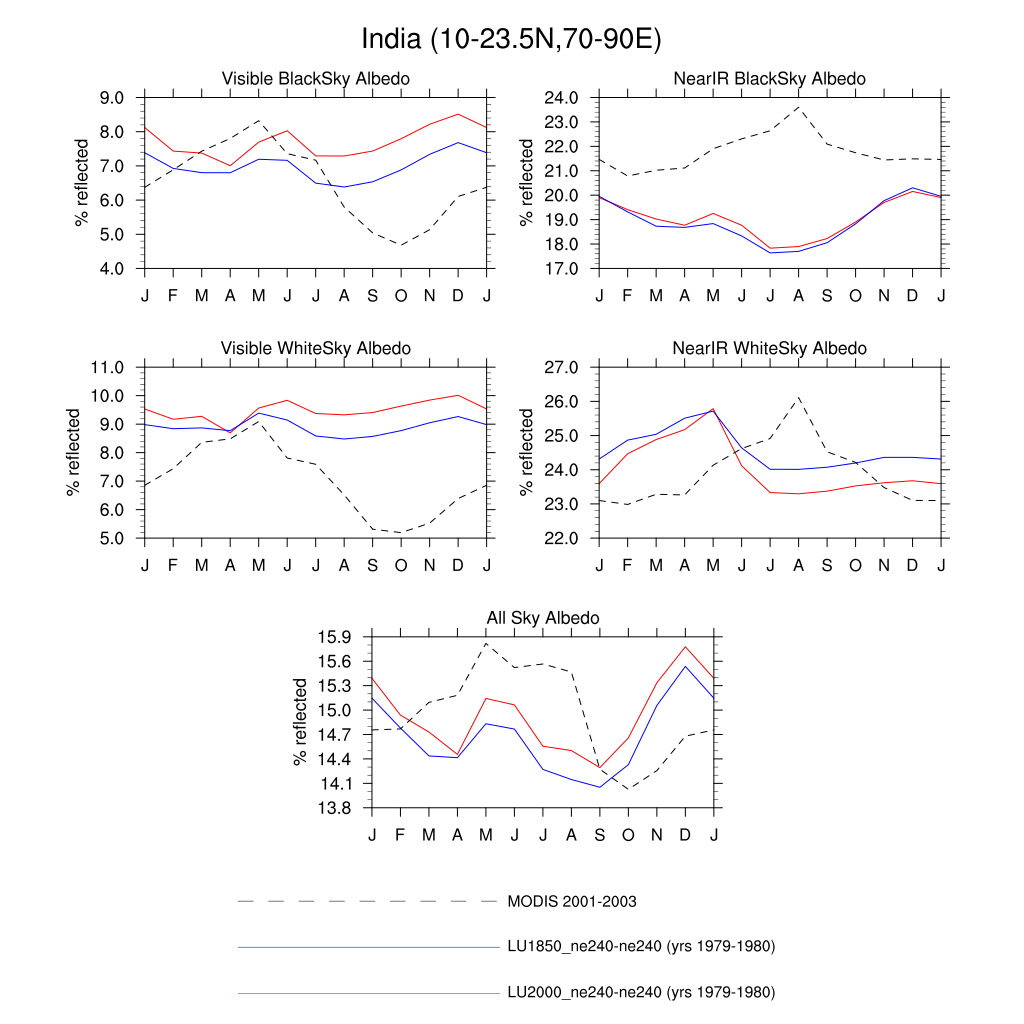 India (10-23.5N,70-90E)
Visible BlackSky Albedo
% reflected
9.0
8.0
7.0
6.0
5.0
4.0
J F M A M J J A S O N D J
NearIR BlackSky Albedo
% reflected
24.0
23.0
22.0
21.0
20.0
19.0
18.0
17.0
J F M A M J J A S O N D J
Visible WhiteSky Albedo
% reflected
11.0
10.0
9.0
8.0
7.0
6.0
5.0
J F M A M J J A S O N D J
NearIR WhiteSky Albedo
% reflected
27.0
26.0
25.0
24.0
23.0
22.0
J F M A M J J A S O N D J
All Sky Albedo
% reflected
15.9
15.6
15.3
15.0
14.7
14.4
14.1
13.8
J F M A M J J A S O N D J
MODIS 2001-2003
LU1850_ne240-ne240 (yrs 1979-1980)
LU2000_ne240-ne240 (yrs 1979-1980)